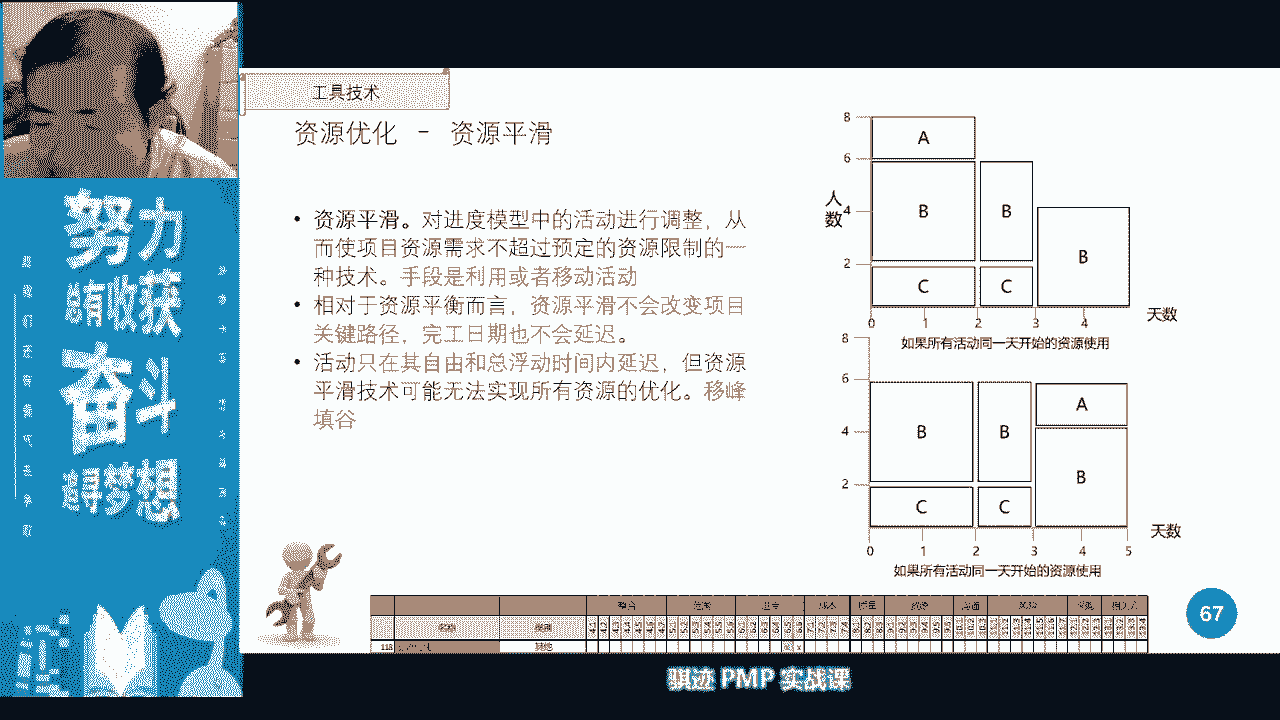 工具技术
资源优化 - 资源平滑
• 资源平滑。对进度模型中的活动进行调整，从
而使项目资源需求不超过预定的资源限制的一
种技术。手段是利用或者移动活动
• 相对于资源平衡而言，资源平滑不会改变项目
关键路径，完工日期也不会延迟。
• 活动只在其自由和总浮动时间内延迟，但资源
平滑技术可能无法实现所有资源的优化。移峰
填谷
努力
总有收获
奋斗
追寻梦想
8
6
人数
4
2
A
B
B
B
C
C
0 1 2 3 4
天数
如果所有活动同一天开始的资源使用
8
6
4
2
B
B
A
B
C
C
0 1 2 3 4 5
天数
如果所有活动同一天开始的资源使用
67
骐迹 PMP 实战课